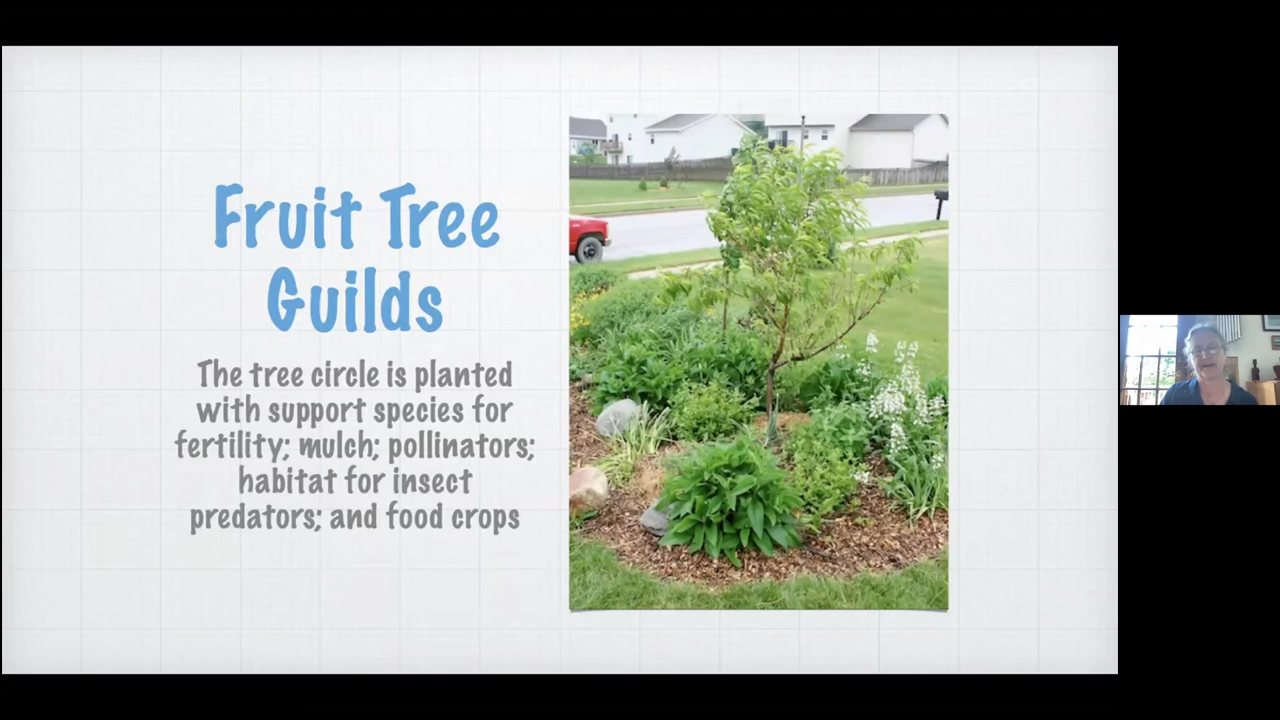 Fruit Tree
Guilds
The tree circle is planted
with support species for
fertility; mulch; pollinators;
habitat for insect
predators; and food crops